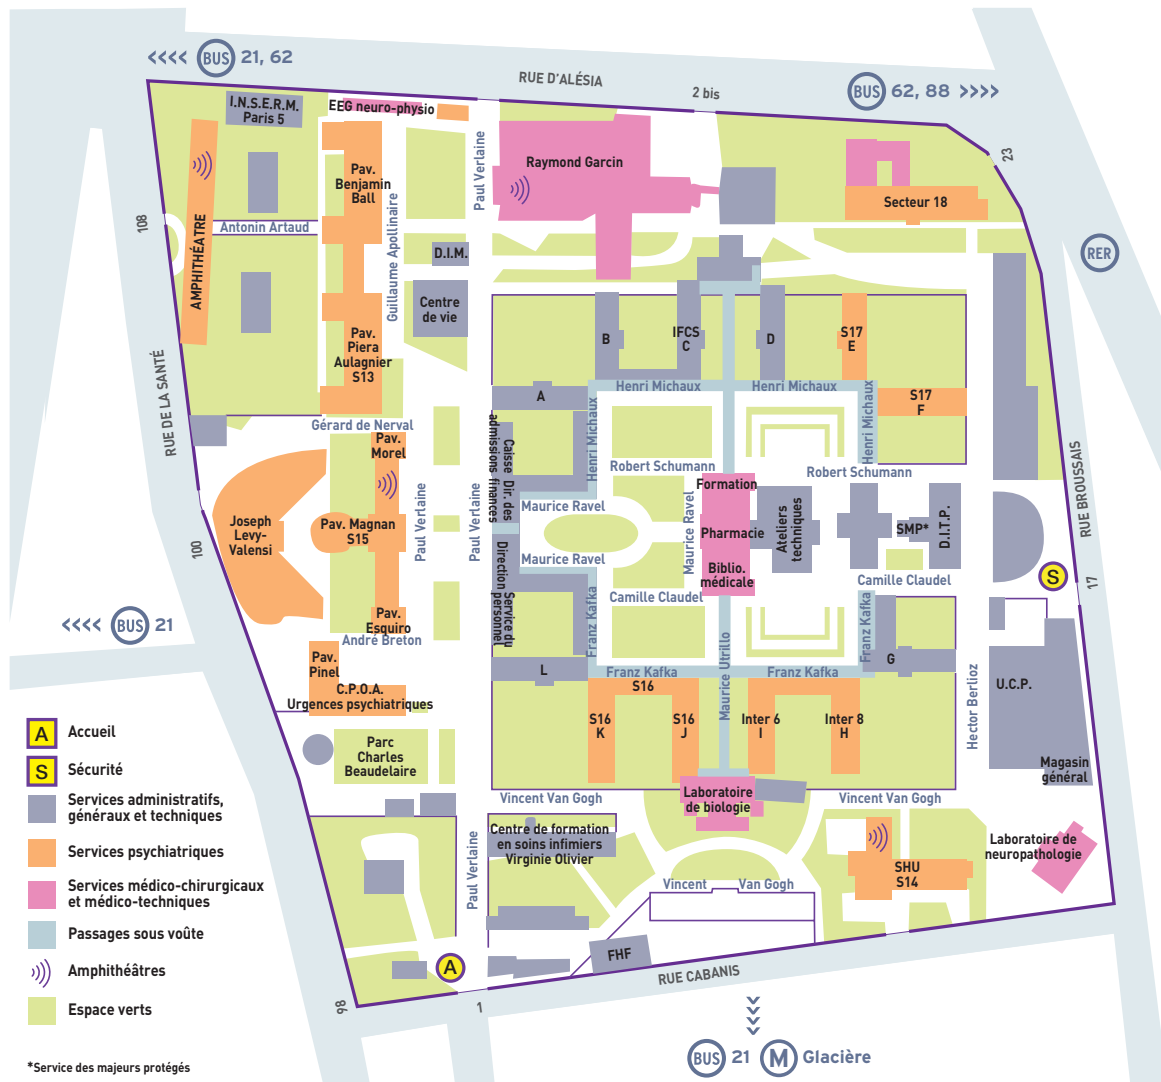 BUS 21, 62
RUE D'ALÉSIA
2 bis
BUS 62, 88
23
I.N.S.E.R.M.
Paris 5
EEG neuro-physio
Paul Verlaine
Raymond Garcin
Pav.
Benjamin
Ball
Secteur 18
108
AMPHITHÉATRE
Antonin Artaud
Guillaume Apollinaire
D.I.M.
RER
Centre
de vie
Pav.
Piera
Aulagnier
S13
B
IFCS
C
D
S17
E
RUE DE LA SANTÉ
A
Henri Michaux
Henri Michaux
S17
F
Henri Michaux
Henri Michaux
Gérard de Nerval
Pav.
Morel
Caisse Dir. des
admissions finances
Robert Schumann
Robert Schumann
RUE BROUSSAIS
Formation
Maurice Ravel
Maurice Ravel
Paul Verlaine
Paul Verlaine
Joseph
Levy-
Valensi
Pav. Magnan
S15
Pharmacie
Ateliers
techniques
SMP*
D.I.T.P.
100
Maurice Ravel
Biblio.
médicale
Direction Service du
personnel
Camille Claudel
Camille Claudel
S
17
Pav.
Esquiro
André Breton
BUS 21
Franz Kafka
Franz Kafka
Pav.
Pinel
C.P.O.A.
Urgences psychiatriques
L
Franz Kafka
Maurice Utrillo
Franz Kafka
G
U.C.P.
S16
S16
K
S16
J
Inter 6
I
Inter 8
H
Hector Berlioz
Parc
Charles
Beaudelaire
Magasin
général
Vincent Van Gogh
Laboratoire
de biologie
Vincent Van Gogh
Centre de formation
en soins infimiers
Virginie Olivier
Paul Verlaine
Laboratoire de
neuropathologie
SHU
S14
Vincent Van Gogh
FHF
A
RUE CABANIS
86
1
BUS 21 M Glacière
A Accueil
S Sécurité
Services administratifs,
généraux et techniques
Services psychiatriques
Services médico-chirurgicaux
et médico-techniques
Passages sous voûte
Amphithéâtres
Espace verts
*Service des majeurs protégés